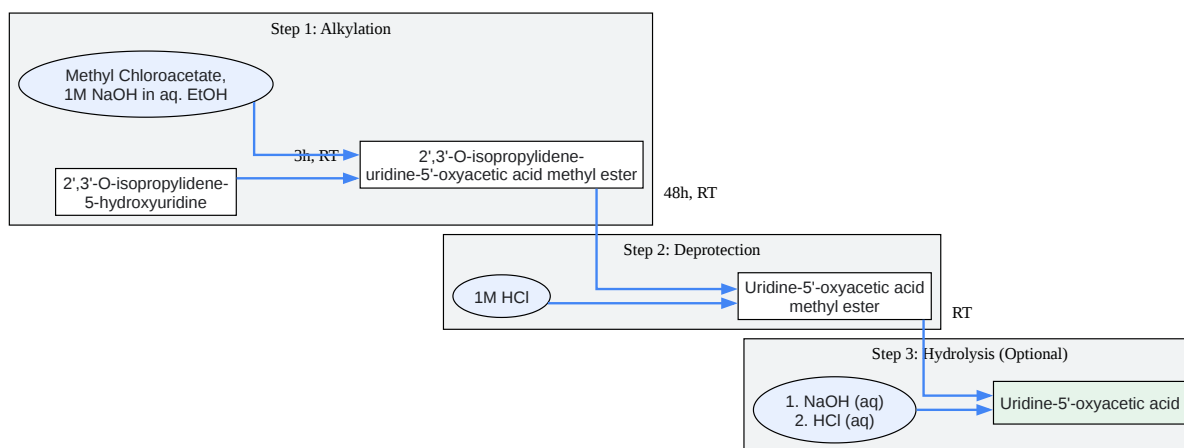 Step 1: Alkylation
Methyl Chloroacetate,
1M NaOH in aq. EtOH
3h, RT
2',3'-O-isopropylidene-
5-hydroxyuridine
2',3'-O-isopropylidene-
uridine-5'-oxyacetic acid methyl ester
48h, RT
Step 2: Deprotection
1M HCl
Uridine-5'-oxyacetic acid
methyl ester
RT
Step 3: Hydrolysis (Optional)
1. NaOH (aq)
2. HCl (aq)
Uridine-5'-oxyacetic acid